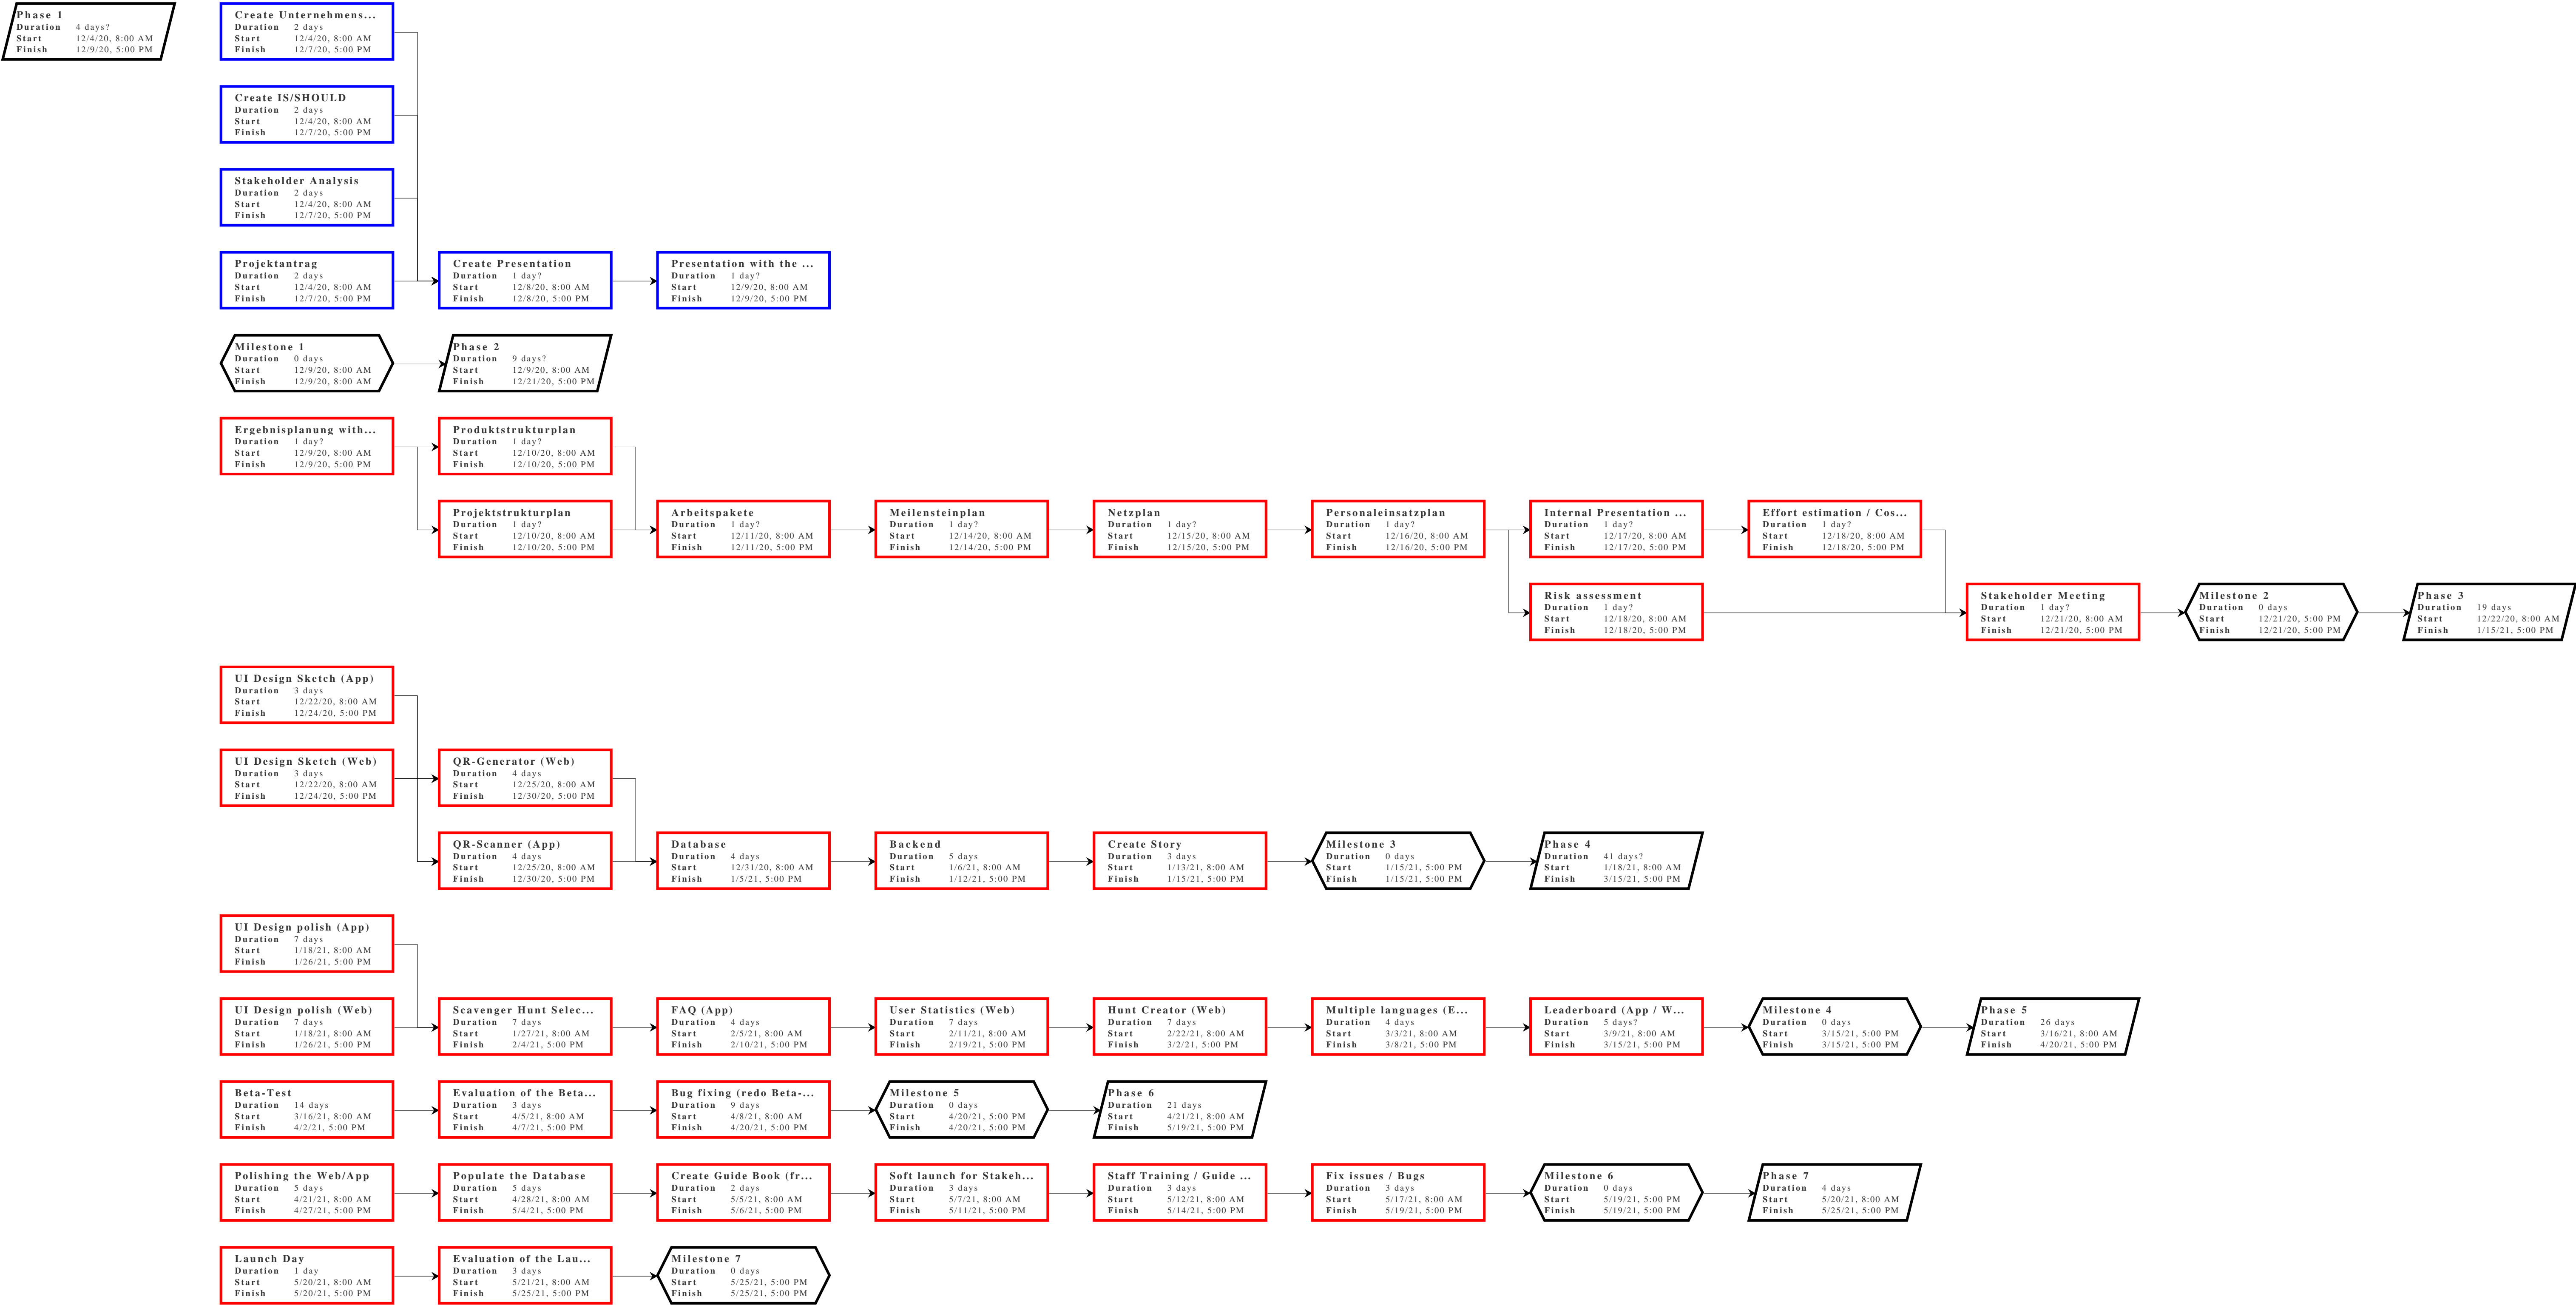 Phase 1
Duration 4 days?
Start 12/4/20, 8:00 AM
Finish 12/9/20, 5:00 PM
Create Unternehmens...
Duration 2 days
Start 12/4/20, 8:00 AM
Finish 12/7/20, 5:00 PM
Create IS/SHOULD
Duration 2 days
Start 12/4/20, 8:00 AM
Finish 12/7/20, 5:00 PM
Stakeholder Analysis
Duration 2 days
Start 12/4/20, 8:00 AM
Finish 12/7/20, 5:00 PM
Projektantrag
Duration 2 days
Start 12/4/20, 8:00 AM
Finish 12/7/20, 5:00 PM
Create Presentation
Duration 1 day?
Start 12/8/20, 8:00 AM
Finish 12/8/20, 5:00 PM
Presentation with the ...
Duration 1 day?
Start 12/9/20, 8:00 AM
Finish 12/9/20, 5:00 PM
Milestone 1
Duration 0 days
Start 12/9/20, 8:00 AM
Finish 12/9/20, 8:00 AM
Phase 2
Duration 9 days?
Start 12/9/20, 8:00 AM
Finish 12/21/20, 5:00 PM
Ergebnisplanung with...
Duration 1 day?
Start 12/9/20, 8:00 AM
Finish 12/9/20, 5:00 PM
Produktstrukturplan
Duration 1 day?
Start 12/10/20, 8:00 AM
Finish 12/10/20, 5:00 PM
Projektstrukturplan
Duration 1 day?
Start 12/10/20, 8:00 AM
Finish 12/10/20, 5:00 PM
Arbeitspakete
Duration 1 day?
Start 12/11/20, 8:00 AM
Finish 12/11/20, 5:00 PM
Meilensteinplan
Duration 1 day?
Start 12/14/20, 8:00 AM
Finish 12/14/20, 5:00 PM
Netzplan
Duration 1 day?
Start 12/15/20, 8:00 AM
Finish 12/15/20, 5:00 PM
Personaleinsatzplan
Duration 1 day?
Start 12/16/20, 8:00 AM
Finish 12/16/20, 5:00 PM
Internal Presentation ...
Duration 1 day?
Start 12/17/20, 8:00 AM
Finish 12/17/20, 5:00 PM
Effort estimation / Cos...
Duration 1 day?
Start 12/18/20, 8:00 AM
Finish 12/18/20, 5:00 PM
Risk assessment
Duration 1 day?
Start 12/18/20, 8:00 AM
Finish 12/18/20, 5:00 PM
Stakeholder Meeting
Duration 1 day?
Start 12/21/20, 8:00 AM
Finish 12/21/20, 5:00 PM
Milestone 2
Duration 0 days
Start 12/21/20, 5:00 PM
Finish 12/21/20, 5:00 PM
Phase 3
Duration 19 days
Start 12/22/20, 8:00 AM
Finish 1/15/21, 5:00 PM
UI Design Sketch (App)
Duration 3 days
Start 12/22/20, 8:00 AM
Finish 12/24/20, 5:00 PM
UI Design Sketch (Web)
Duration 3 days
Start 12/22/20, 8:00 AM
Finish 12/24/20, 5:00 PM
QR-Generator (Web)
Duration 4 days
Start 12/25/20, 8:00 AM
Finish 12/30/20, 5:00 PM
QR-Scanner (App)
Duration 4 days
Start 12/25/20, 8:00 AM
Finish 12/30/20, 5:00 PM
Database
Duration 4 days
Start 12/31/20, 8:00 AM
Finish 1/5/21, 5:00 PM
Backend
Duration 5 days
Start 1/6/21, 8:00 AM
Finish 1/12/21, 5:00 PM
Create Story
Duration 3 days
Start 1/13/21, 8:00 AM
Finish 1/15/21, 5:00 PM
Milestone 3
Duration 0 days
Start 1/15/21, 5:00 PM
Finish 1/15/21, 5:00 PM
Phase 4
Duration 41 days?
Start 1/18/21, 8:00 AM
Finish 3/15/21, 5:00 PM
UI Design polish (App)
Duration 7 days
Start 1/18/21, 8:00 AM
Finish 1/26/21, 5:00 PM
UI Design polish (Web)
Duration 7 days
Start 1/18/21, 8:00 AM
Finish 1/26/21, 5:00 PM
Scavenger Hunt Selec...
Duration 7 days
Start 1/27/21, 8:00 AM
Finish 2/4/21, 5:00 PM
FAQ (App)
Duration 4 days
Start 2/5/21, 8:00 AM
Finish 2/10/21, 5:00 PM
User Statistics (Web)
Duration 7 days
Start 2/11/21, 8:00 AM
Finish 2/19/21, 5:00 PM
Hunt Creator (Web)
Duration 7 days
Start 2/22/21, 8:00 AM
Finish 3/2/21, 5:00 PM
Multiple languages (E...
Duration 4 days
Start 3/3/21, 8:00 AM
Finish 3/8/21, 5:00 PM
Leaderboard (App / W...
Duration 5 days?
Start 3/9/21, 8:00 AM
Finish 3/15/21, 5:00 PM
Milestone 4
Duration 0 days
Start 3/15/21, 5:00 PM
Finish 3/15/21, 5:00 PM
Phase 5
Duration 26 days
Start 3/16/21, 8:00 AM
Finish 4/20/21, 5:00 PM
Beta-Test
Duration 14 days
Start 3/16/21, 8:00 AM
Finish 4/2/21, 5:00 PM
Evaluation of the Beta...
Duration 3 days
Start 4/5/21, 8:00 AM
Finish 4/7/21, 5:00 PM
Bug fixing (redo Beta-...
Duration 9 days
Start 4/8/21, 8:00 AM
Finish 4/20/21, 5:00 PM
Milestone 5
Duration 0 days
Start 4/20/21, 5:00 PM
Finish 4/20/21, 5:00 PM
Phase 6
Duration 21 days
Start 4/21/21, 8:00 AM
Finish 5/19/21, 5:00 PM
Polishing the Web/App
Duration 5 days
Start 4/21/21, 8:00 AM
Finish 4/27/21, 5:00 PM
Populate the Database
Duration 5 days
Start 4/28/21, 8:00 AM
Finish 5/4/21, 5:00 PM
Create Guide Book (fr...
Duration 2 days
Start 5/5/21, 8:00 AM
Finish 5/6/21, 5:00 PM
Soft launch for Stakeh...
Duration 3 days
Start 5/7/21, 8:00 AM
Finish 5/11/21, 5:00 PM
Staff Training / Guide ...
Duration 3 days
Start 5/12/21, 8:00 AM
Finish 5/14/21, 5:00 PM
Fix issues / Bugs
Duration 3 days
Start 5/17/21, 8:00 AM
Finish 5/19/21, 5:00 PM
Milestone 6
Duration 0 days
Start 5/19/21, 5:00 PM
Finish 5/19/21, 5:00 PM
Phase 7
Duration 4 days
Start 5/20/21, 8:00 AM
Finish 5/25/21, 5:00 PM
Launch Day
Duration 1 day
Start 5/20/21, 8:00 AM
Finish 5/20/21, 5:00 PM
Evaluation of the Lau...
Duration 3 days
Start 5/21/21, 8:00 AM
Finish 5/25/21, 5:00 PM
Milestone 7
Duration 0 days
Start 5/25/21, 5:00 PM
Finish 5/25/21, 5:00 PM